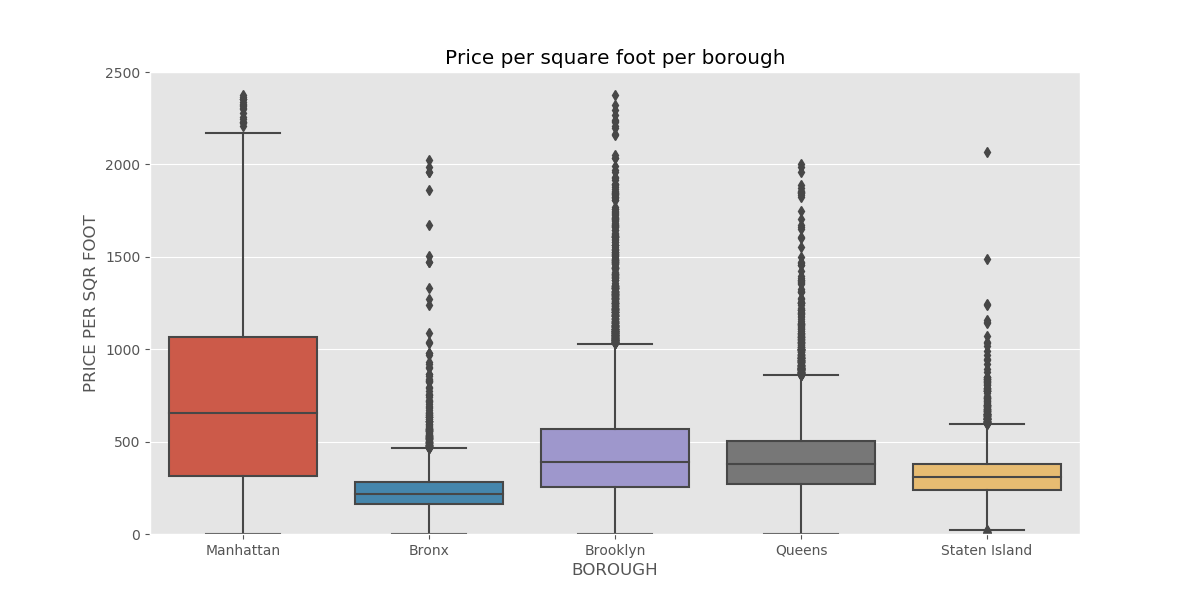 Price per square foot per borough
PRICE PER SQR FOOT
2500
2000
1500
1000
500
0
Manhattan
Bronx
Brooklyn
Queens
Staten Island
BOROUGH